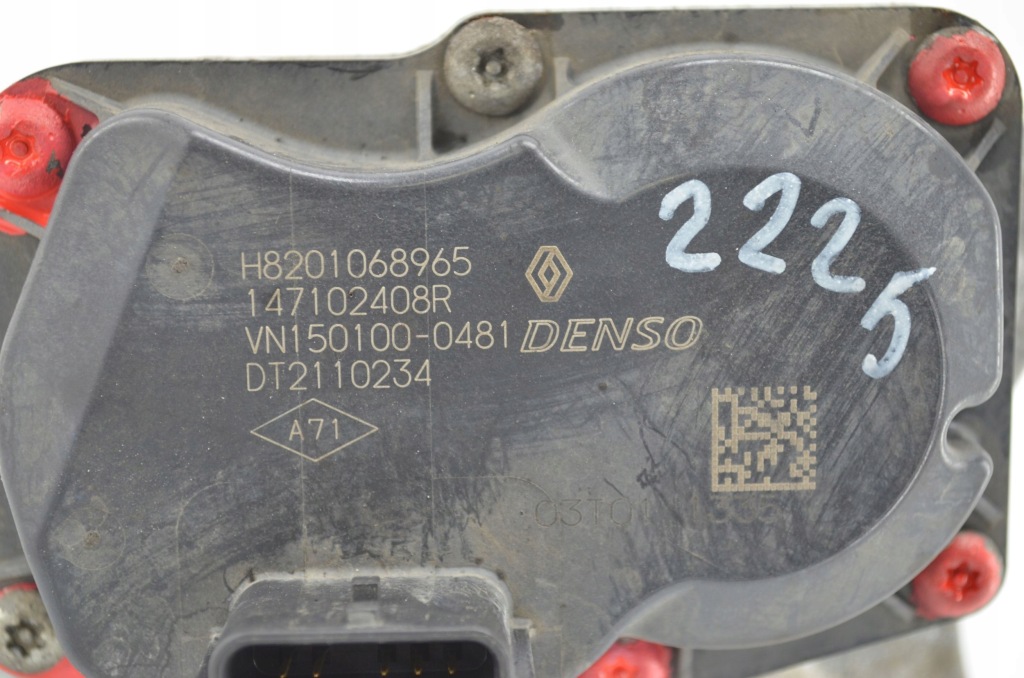 H8201068965
147102408R
VN150100-0481 DENSO
DT2110234
A71
2225